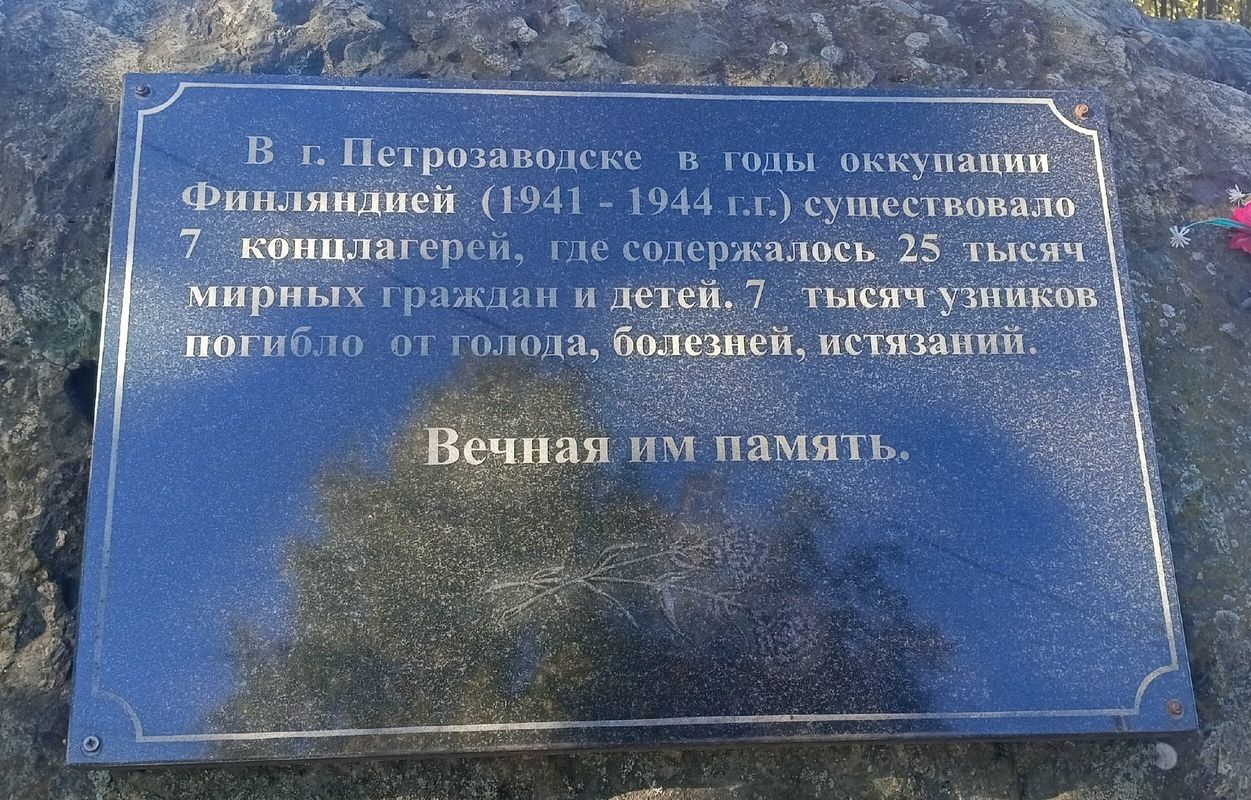 В г. Петрозаводске в годы оккупации
Финляндией (1941 - 1944 г.г.) существовало
7 концлагерей, где содержалось 25 тысяч
мирных граждан и детей. 7 тысяч узников
погибло от голода, болезней, истязаний.
Вечная им память.